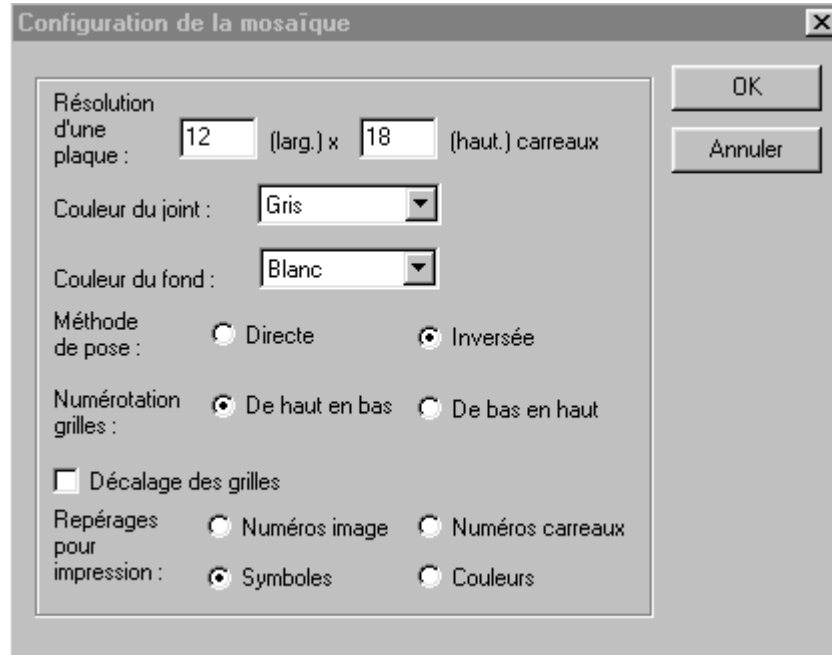 Configuration de la mosaïque
OK
Annuler
Résolution
d'une
plaque :
12 (larg.) x 18 (haut.) carreaux
Couleur du joint : Gris
Couleur du fond : Blanc
Méthode
de pose :
Directe Inversée
Numérotation
grilles :
De haut en bas De bas en haut
Décalage des grilles
Repérages
pour
impression :
Numéros image Numéros carreaux
Symboles Couleurs